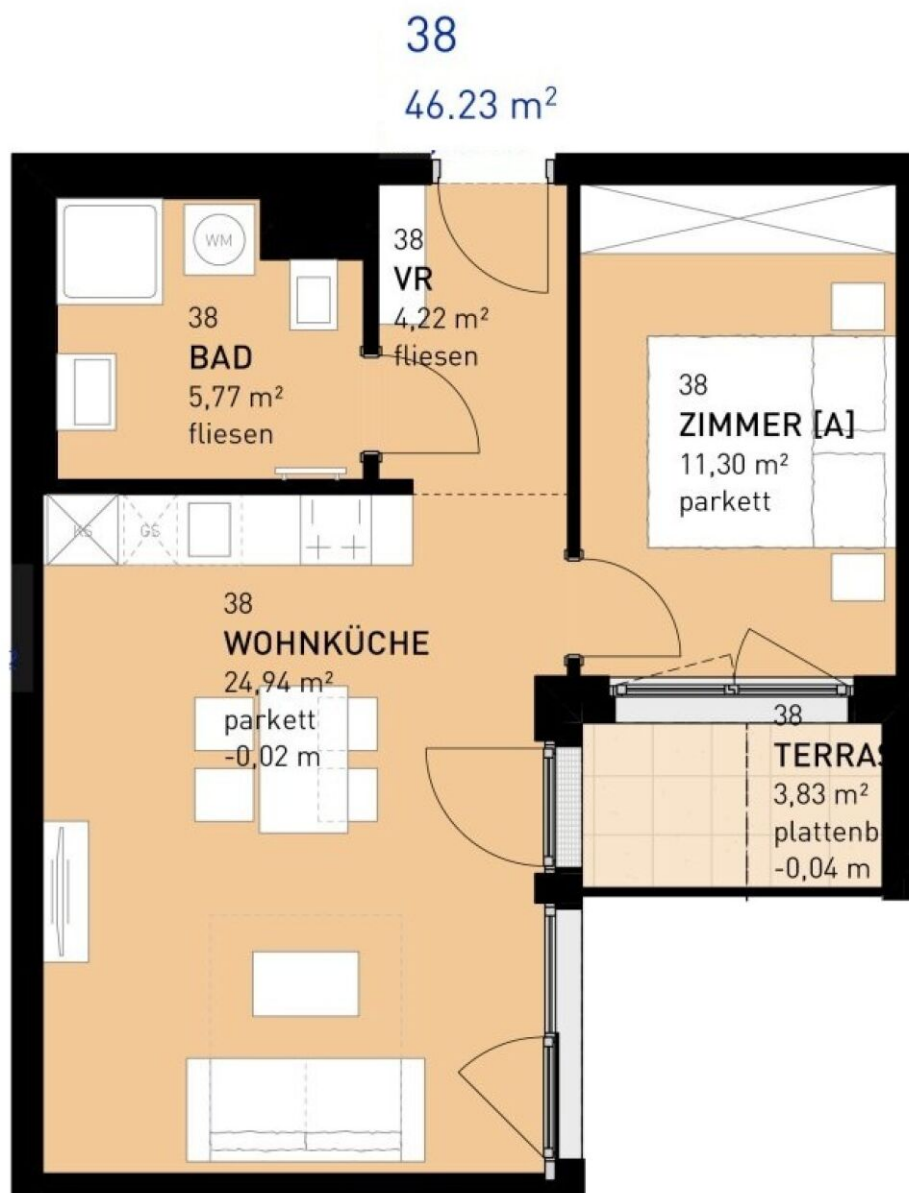 38
46.23 m²
WM
38
VR
4,22 m²
fliesen
38
BAD
5,77 m²
fliesen
38
ZIMMER [A]
11,30 m²
parkett
KS
GS
38
WOHNKÜCHE
24,94 m²
parkett
-0,02 m
38
TERRAS
3,83 m²
plattenb
-0,04 m